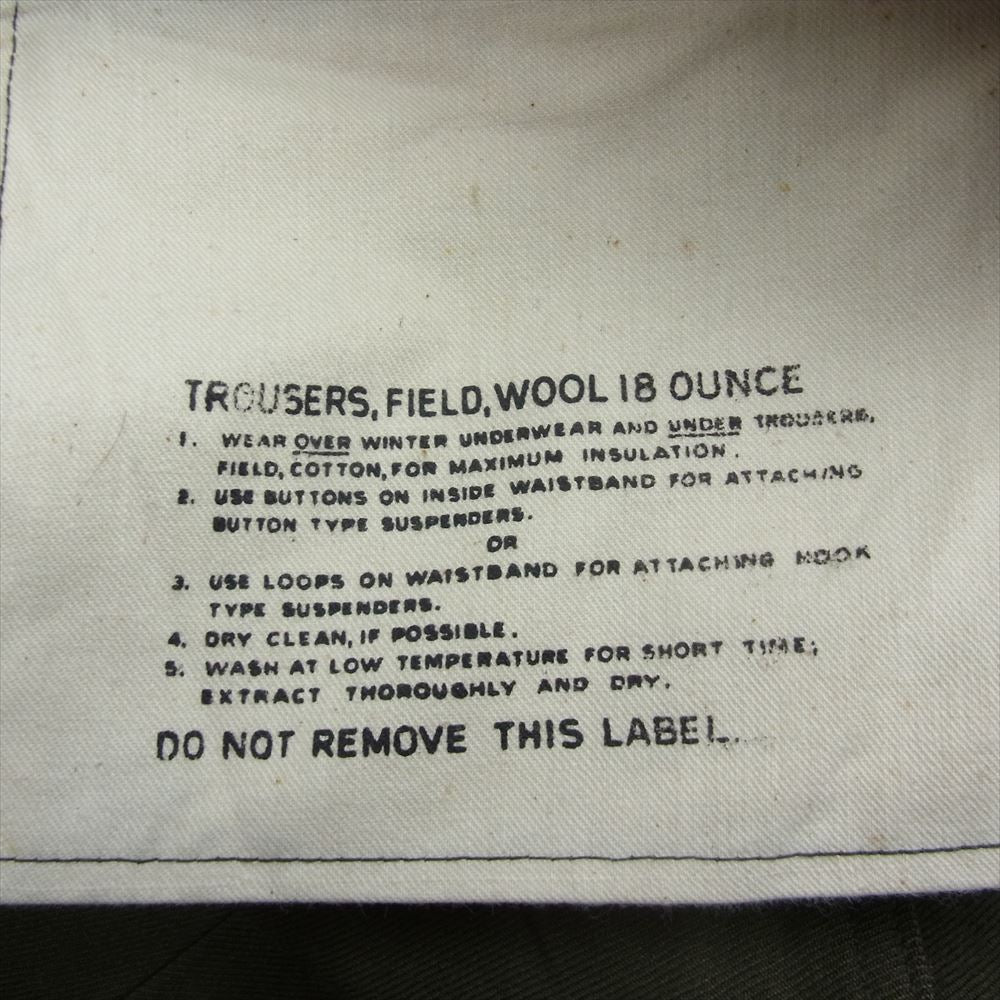 TROUSERS, FIELD, WOOL 18 OUNCE
1. WEAR OVER WINTER UNDERWEAR AND UNDER TROUSERS,
FIELD, COTTON, FOR MAXIMUM INSULATION.
2. USE BUTTONS ON INSIDE WAISTBAND FOR ATTACHING
BUTTON TYPE SUSPENDERS.
OR
3. USE LOOPS ON WAISTBAND FOR ATTACHING HOOK
TYPE SUSPENDERS.
4. DRY CLEAN, IF POSSIBLE.
5. WASH AT LOW TEMPERATURE FOR SHORT TIME;
EXTRACT THOROUGHLY AND DRY.
DO NOT REMOVE THIS LABEL.